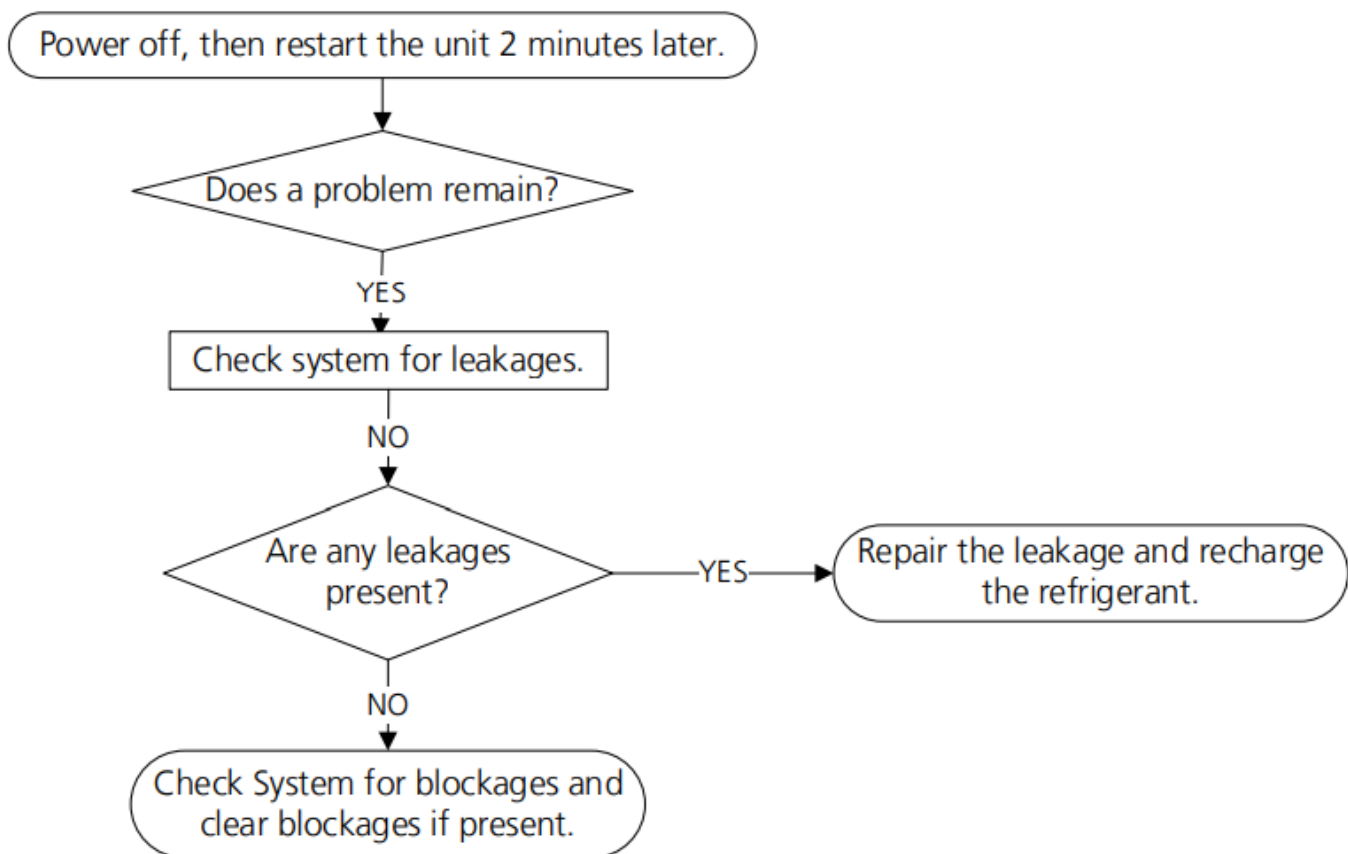 Power off, then restart the unit 2 minutes later.
Does a problem remain?
YES
Check system for leakages.
NO
Are any leakages
present?
YES
Repair the leakage and recharge
the refrigerant.
NO
Check System for blockages and
clear blockages if present.